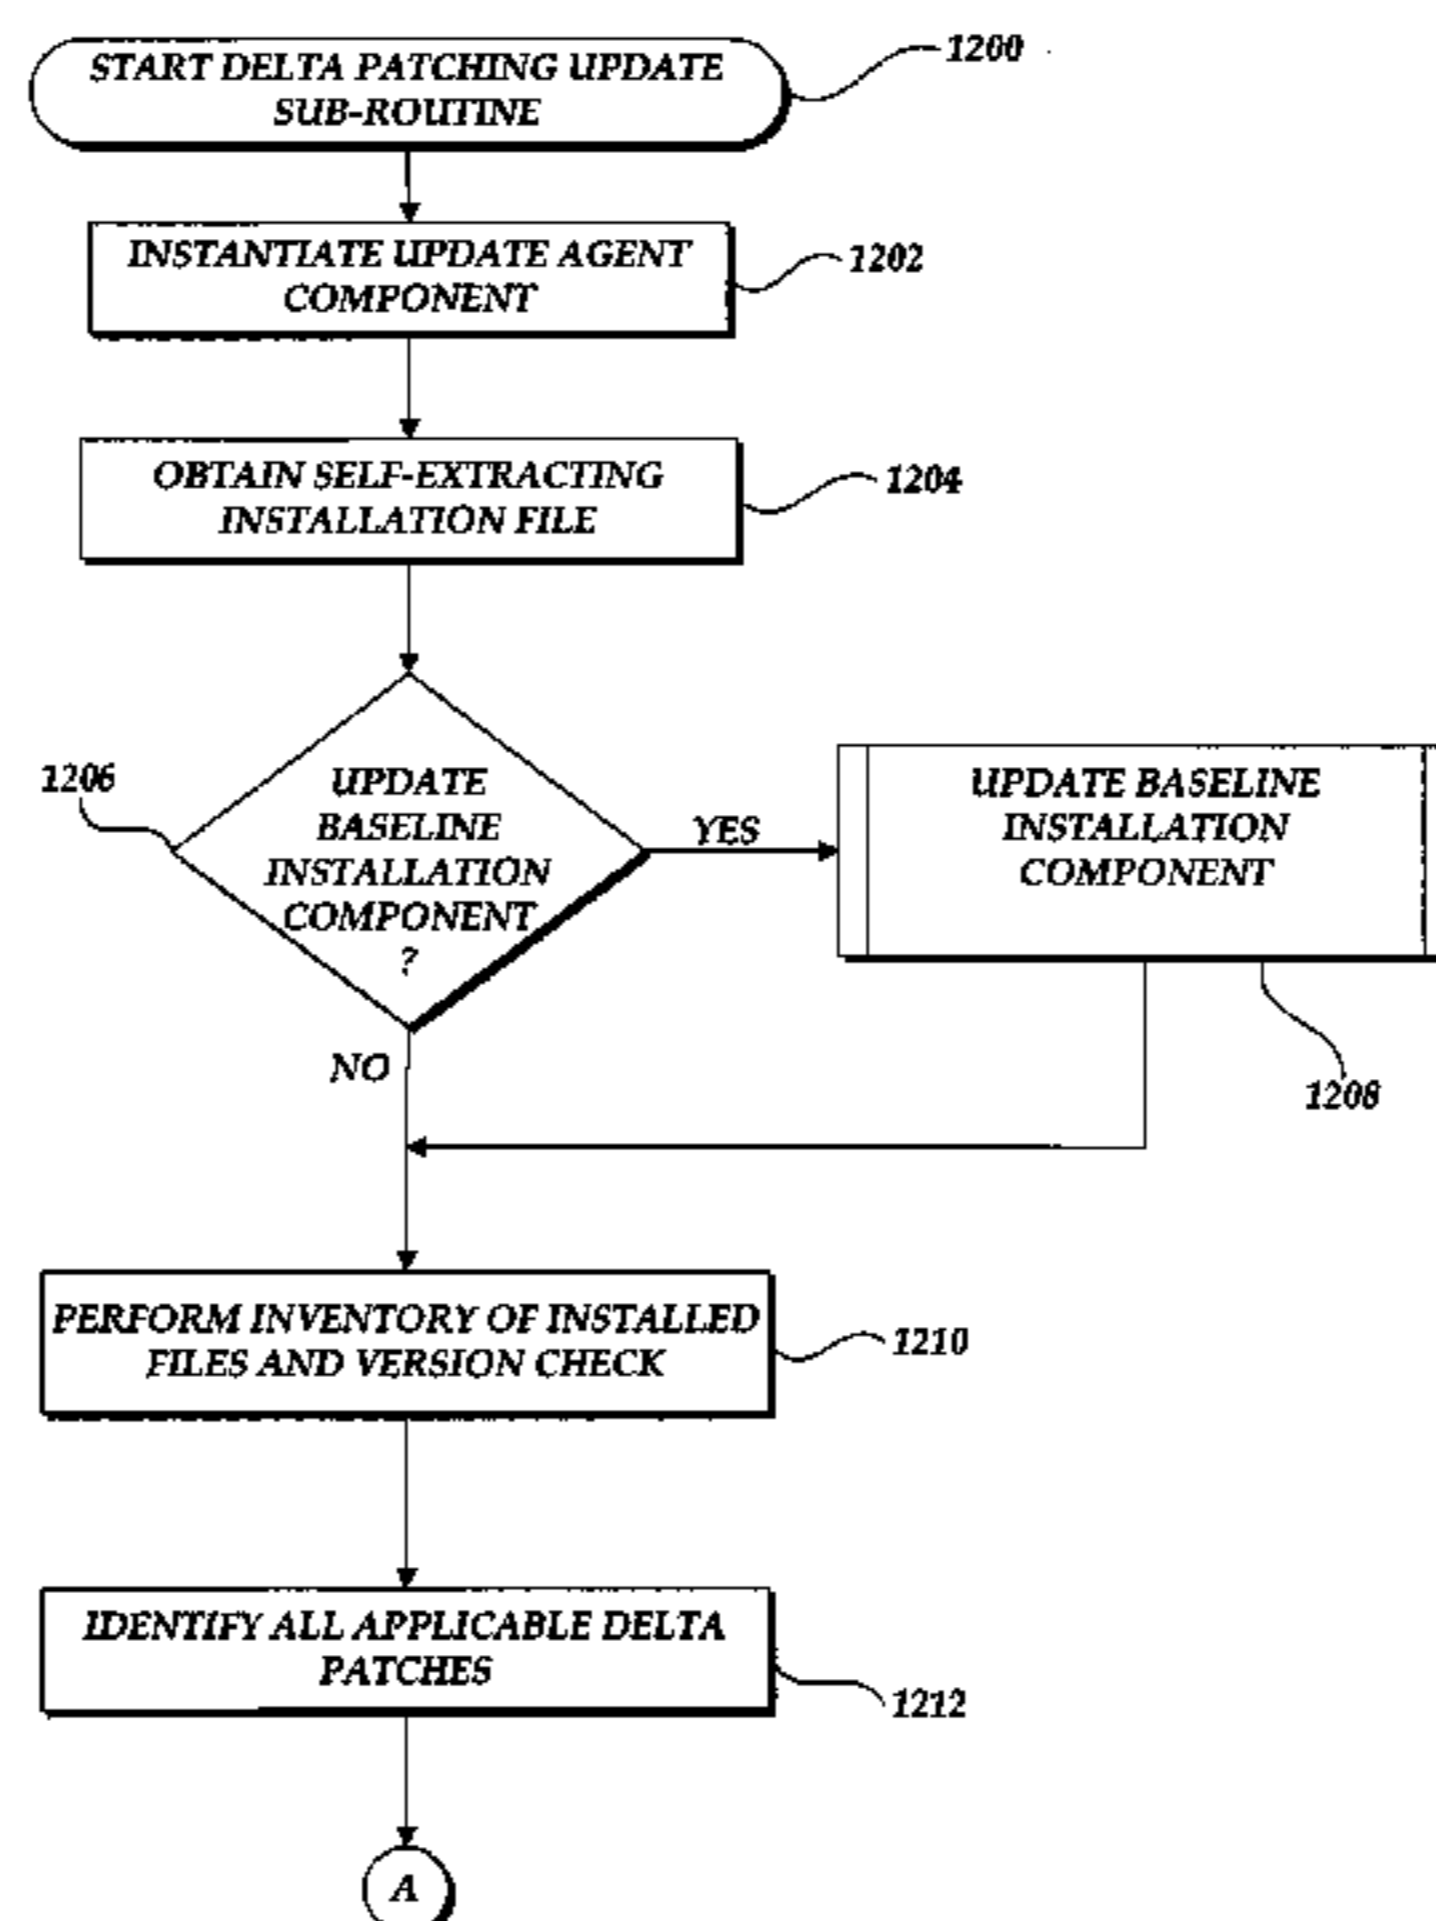 START DELTA PATCHING UPDATE
SUB-ROUTINE
1200
INSTANTIATE UPDATE AGENT
COMPONENT
1202
OBTAIN SELF-EXTRACTING
INSTALLATION FILE
1204
1206
UPDATE
BASELINE
INSTALLATION
COMPONENT
?
YES
UPDATE BASELINE
INSTALLATION
COMPONENT
NO
1208
PERFORM INVENTORY OF INSTALLED
FILES AND VERSION CHECK
1210
IDENTIFY ALL APPLICABLE DELTA
PATCHES
1212
A